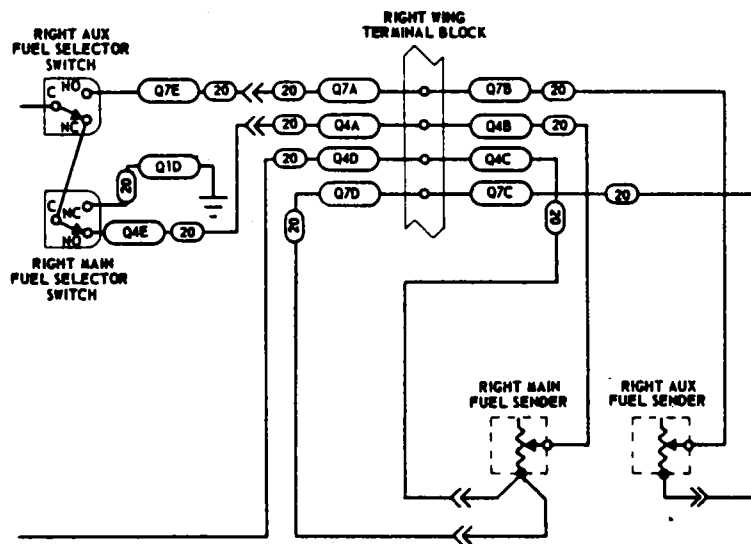 RIGHT AUX
FUEL SELECTOR
SWITCH
RIGHT WING
TERMINAL BLOCK
C
NO
NC
Q7E
20
20
Q7A
Q7B
20
20
Q4A
Q4B
20
20
Q4D
Q4C
20
Q1D
20
Q7D
Q7C
20
20
C
NC
NO
Q4E
20
RIGHT MAIN
FUEL SELECTOR
SWITCH
RIGHT MAIN
FUEL SENDER
RIGHT AUX
FUEL SENDER